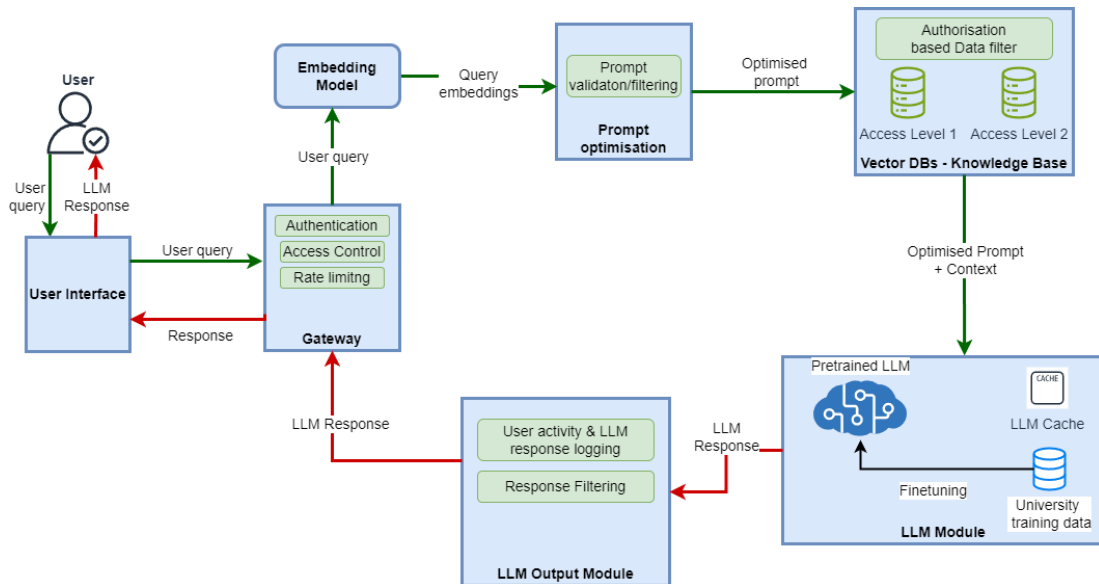 User
User
query
LLM
Response
User Interface
User query
Response
Authentication
Access Control
Rate limitng
Gateway
User query
Embedding
Model
Query
embeddings
Prompt
validaton/filtering
Prompt
optimisation
Optimised
prompt
Authorisation
based Data filter
Access Level 1
Access Level 2
Vector DBs - Knowledge Base
Optimised Prompt
+ Context
Pretrained LLM
CACHE
LLM Cache
Finetuning
University
training data
LLM Module
LLM
Response
User activity & LLM
response logging
Response Filtering
LLM Output Module
LLM Response